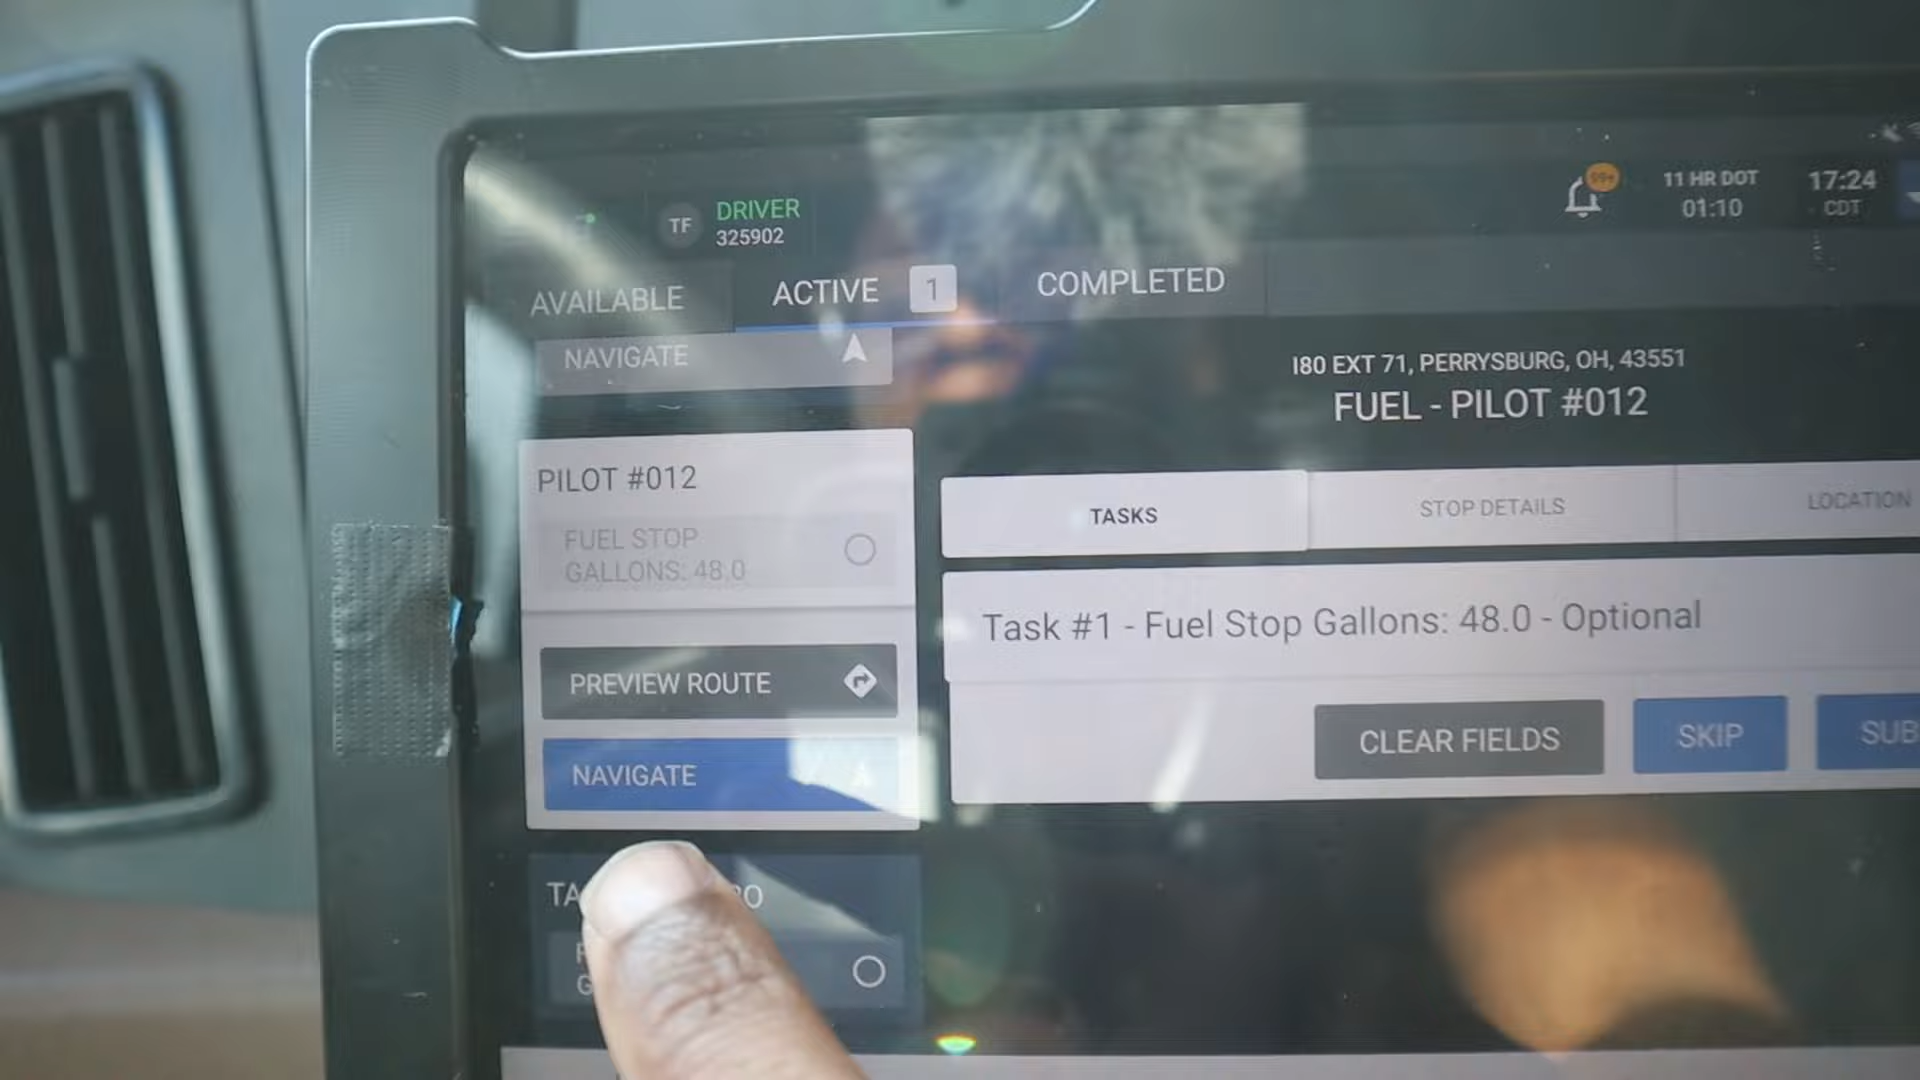 TF
DRIVER
325902
99+
11 HR DOT
01:10
17:24
CDT
AVAILABLE
ACTIVE 1
COMPLETED
NAVIGATE
I80 EXT 71, PERRYSBURG, OH, 43551
FUEL - PILOT #012
PILOT #012
FUEL STOP
GALLONS: 48.0
PREVIEW ROUTE
NAVIGATE
TASKS
STOP DETAILS
LOCATION
Task #1 - Fuel Stop Gallons: 48.0 - Optional
CLEAR FIELDS
SKIP
SUB